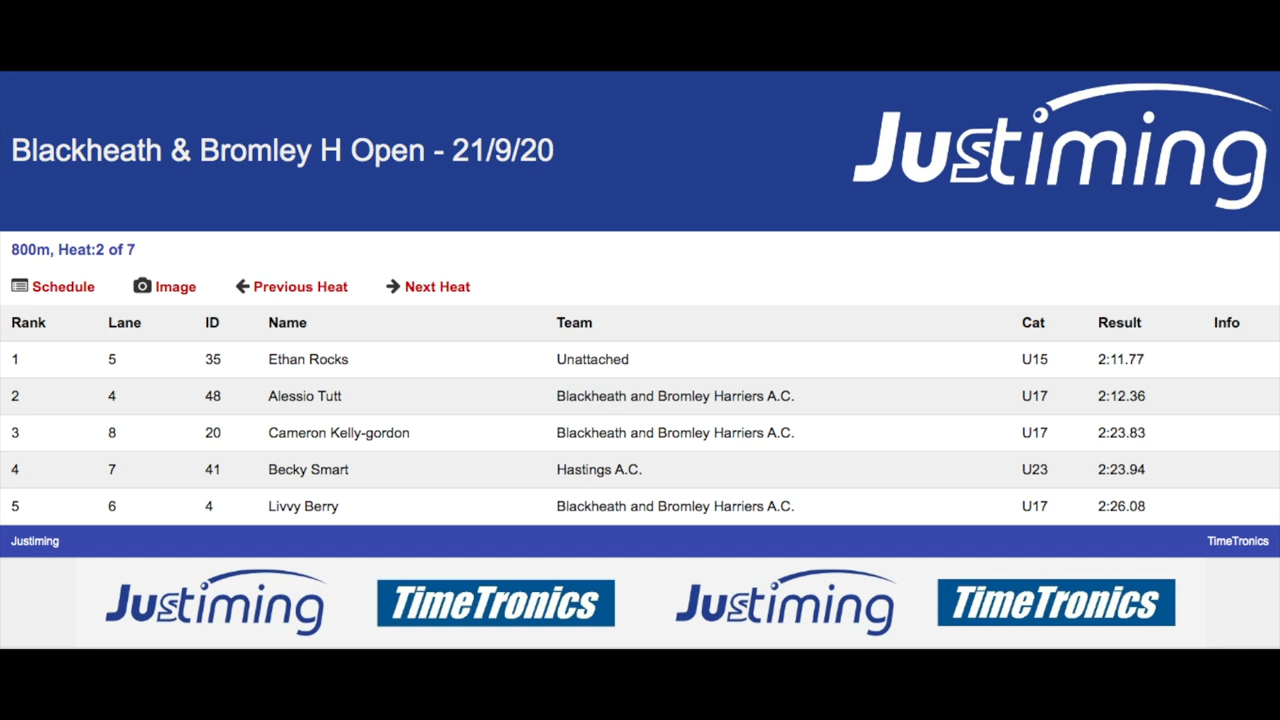 Blackheath & Bromley H Open - 21/9/20
Justiming
800m, Heat:2 of 7
Schedule Image Previous Heat Next Heat
Rank Lane ID Name Team Cat Result Info
1 5 35 Ethan Rocks Unattached U15 2:11.77
2 4 48 Alessio Tutt Blackheath and Bromley Harriers A.C. U17 2:12.36
3 8 20 Cameron Kelly-gordon Blackheath and Bromley Harriers A.C. U17 2:23.83
4 7 41 Becky Smart Hastings A.C. U23 2:23.94
5 6 4 Livvy Berry Blackheath and Bromley Harriers A.C. U17 2:26.08
Justiming TimeTronics
Justiming TimeTronics Justiming TimeTronics